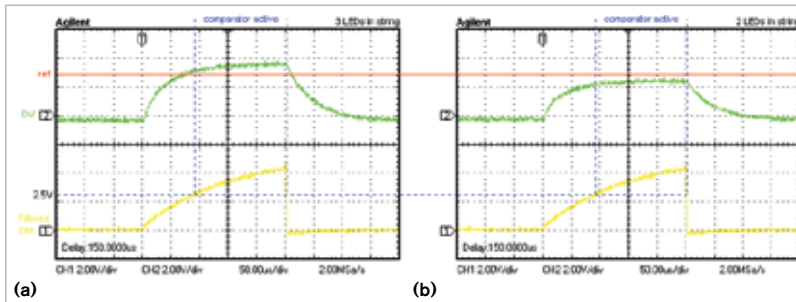 comparator active
Agilent
3 LEDs in string
ref
DV
2
2.5V
Filtered
DIM
1
Delay:150.0000us
CH1 2.00V/div CH2 2.00V/div 50.00us/div 2.00MSa/s
(a)
comparator active
Agilent
2 LEDs in string
2
1
Delay:150.0000us
CH1 2.00V/div CH2 2.00V/div 50.00us/div 2.00MSa/s
(b)